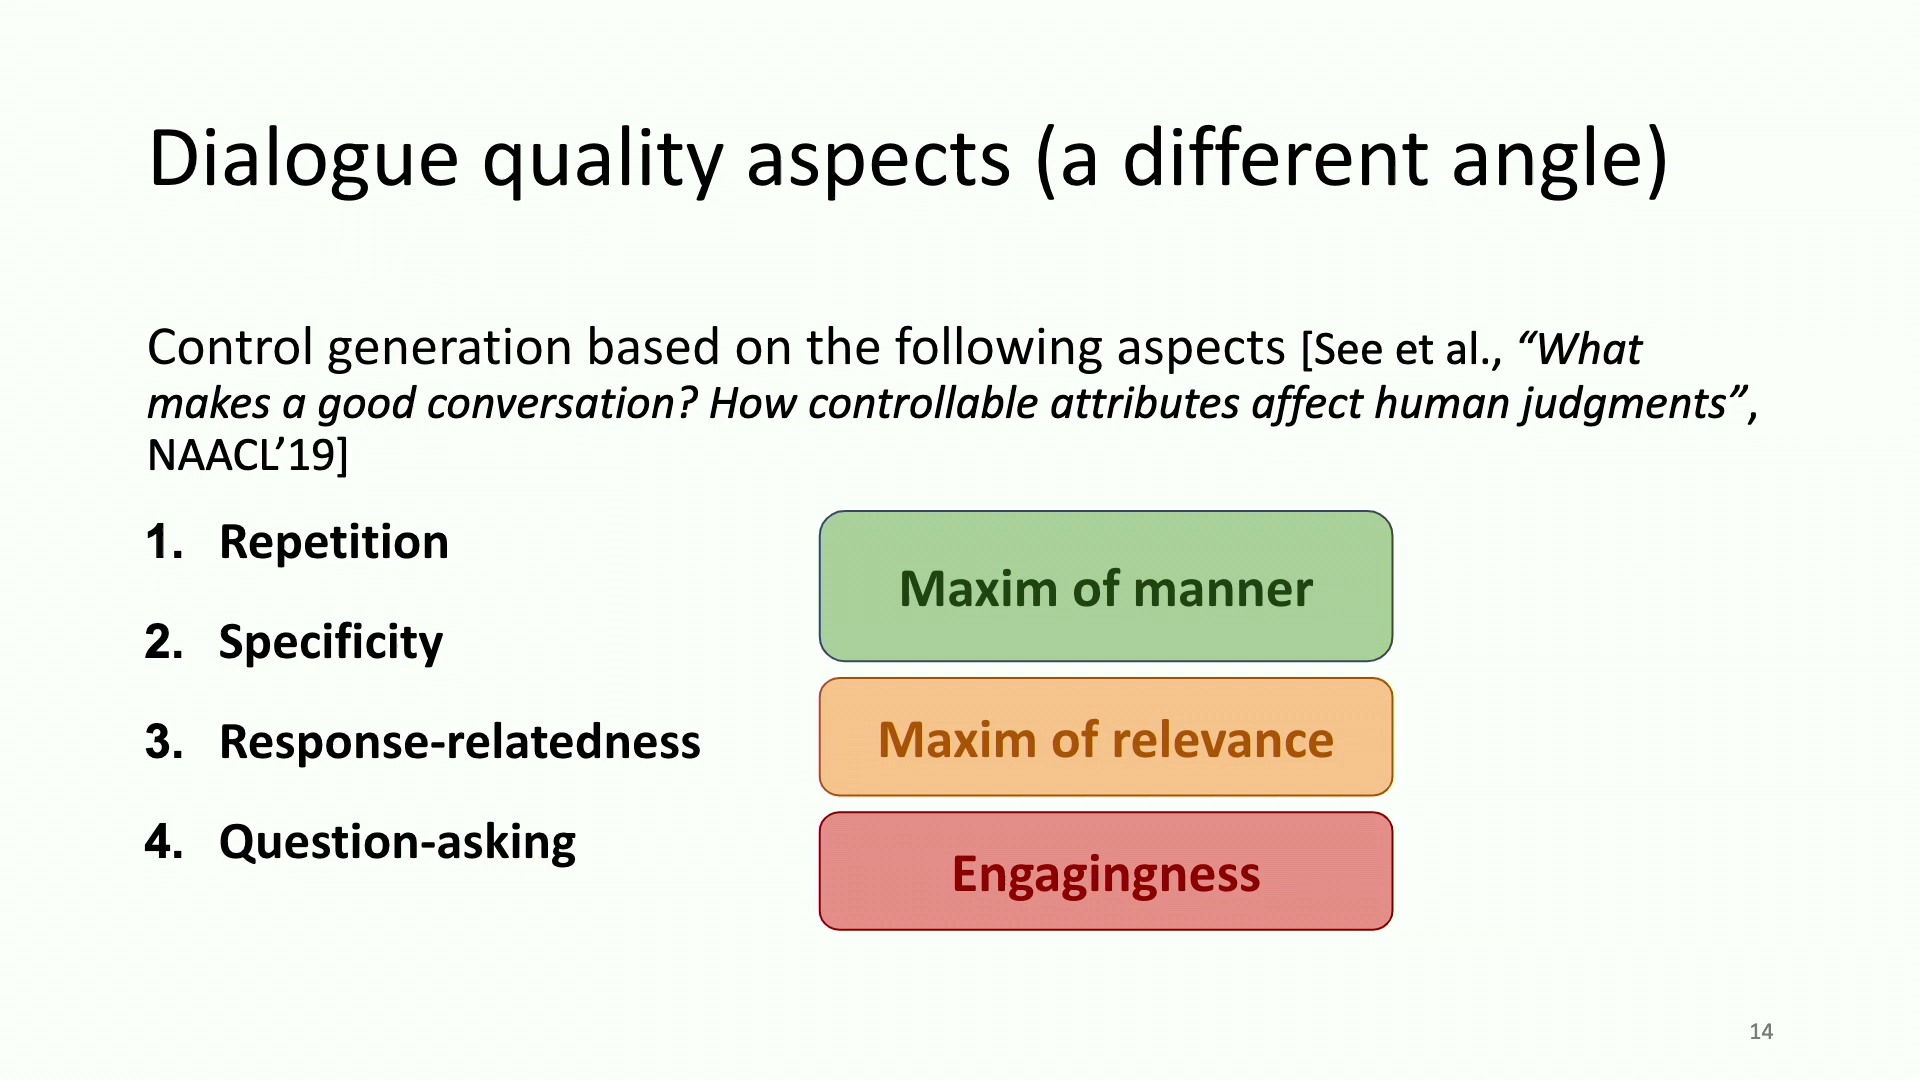 Dialogue quality aspects (a different angle)
Control generation based on the following aspects [See et al., “What
makes a good conversation? How controllable attributes affect human judgments”,
NAACL’19]
1. Repetition
2. Specificity
3. Response-relatedness
4. Question-asking
Maxim of manner
Maxim of relevance
Engagingness
14